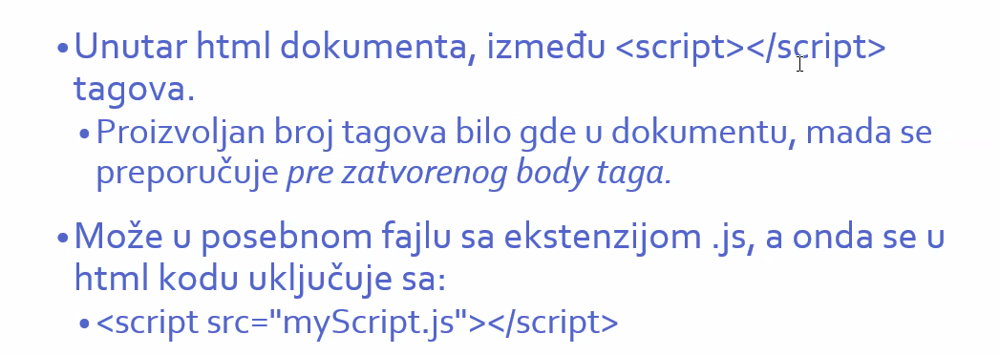 • Unutar html dokumenta, između <script></script>
tagova.
• Proizvoljan broj tagova bilo gde u dokumentu, mada se
preporučuje pre zatvorenog body taga.
• Može u posebnom fajlu sa ekstenzijom .js, a onda se u
html kodu uključuje sa:
• <script src="myScript.js"></script>